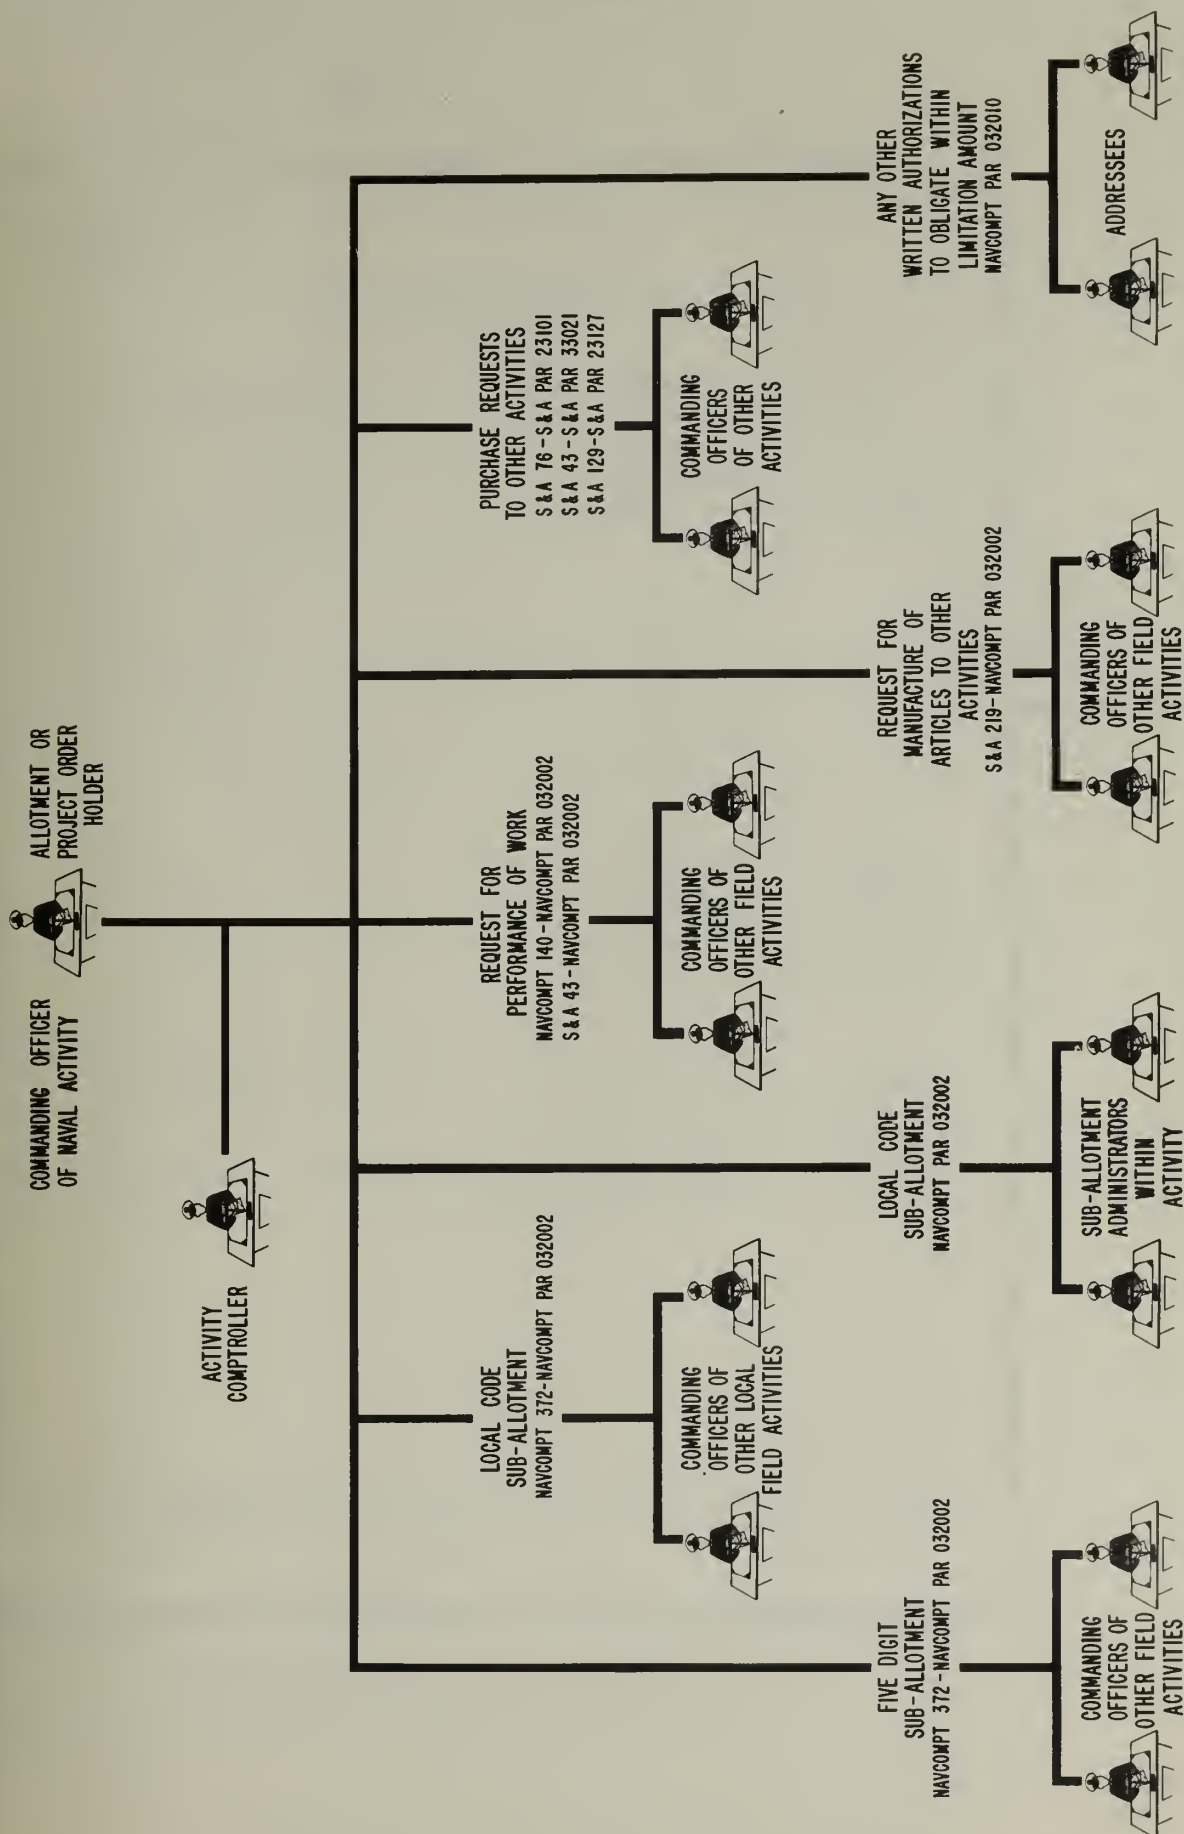 COMMANDING OFFICER
OF NAVAL ACTIVITY
ALLOTMENT OR
PROJECT ORDER
HOLDER
ACTIVITY
COMPTROLLER
LOCAL CODE
SUB-ALLOTMENT
NAVCOMPT 372-NAVCOMPT PAR 032002
COMMANDING
OFFICERS OF
OTHER LOCAL
FIELD ACTIVITIES
REQUEST FOR
PERFORMANCE OF WORK
NAVCOMPT 140-NAVCOMPT PAR 032002
S&A 43-NAVCOMPT PAR 032002
COMMANDING
OFFICERS OF
OTHER FIELD
ACTIVITIES
PURCHASE REQUESTS
TO OTHER ACTIVITIES
S&A 76-S&A PAR 23101
S&A 43-S&A PAR 33021
S&A 129-S&A PAR 23127
COMMANDING
OFFICERS
OF OTHER
ACTIVITIES
FIVE DIGIT
SUB-ALLOTMENT
NAVCOMPT 372-NAVCOMPT PAR 032002
COMMANDING
OFFICERS OF
OTHER FIELD
ACTIVITIES
LOCAL CODE
SUB-ALLOTMENT
NAVCOMPT PAR 032002
SUB-ALLOTMENT
ADMINISTRATORS
WITHIN
ACTIVITY
REQUEST FOR
MANUFACTURE OF
ARTICLES TO OTHER
ACTIVITIES
S&A 219-NAVCOMPT PAR 032002
COMMANDING
OFFICERS OF
OTHER FIELD
ACTIVITIES
ANY OTHER
WRITTEN AUTHORIZATIONS
TO OBLIGATE WITHIN
LIMITATION AMOUNT
NAVCOMPT PAR 032010
ADDRESSEES